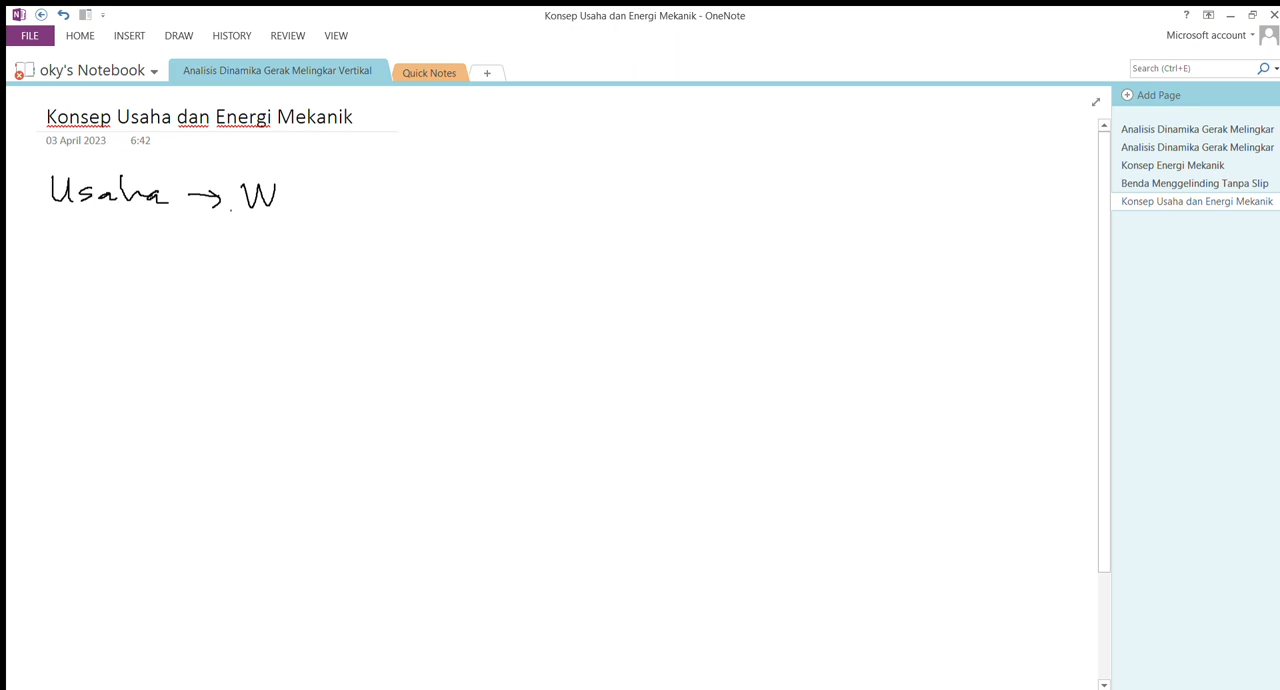 Konsep Usaha dan Energi Mekanik - OneNote
?
FILE HOME INSERT DRAW HISTORY REVIEW VIEW
Microsoft account
oky's Notebook
Analisis Dinamika Gerak Melingkar Vertikal
Quick Notes
+
Search (Ctrl+E)
Konsep Usaha dan Energi Mekanik
03 April 2023 6:42
Usaha → W
Add Page
Analisis Dinamika Gerak Melingkar
Analisis Dinamika Gerak Melingkar
Konsep Energi Mekanik
Benda Menggelinding Tanpa Slip
Konsep Usaha dan Energi Mekanik